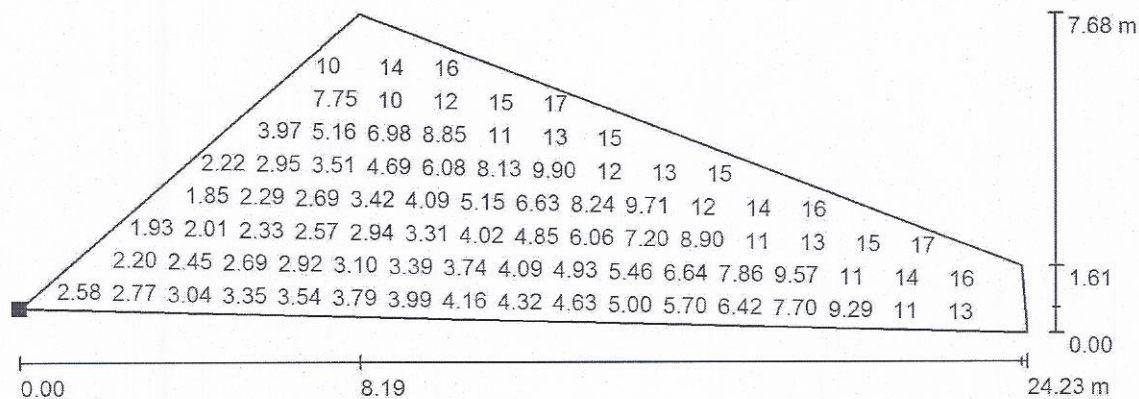 7.68 m
10 14 16
7.75 10 12 15 17
3.97 5.16 6.98 8.85 11 13 15
2.22 2.95 3.51 4.69 6.08 8.13 9.90 12 13 15
1.85 2.29 2.69 3.42 4.09 5.15 6.63 8.24 9.71 12 14 16
1.93 2.01 2.33 2.57 2.94 3.31 4.02 4.85 6.06 7.20 8.90 11 13 15 17
2.20 2.45 2.69 2.92 3.10 3.39 3.74 4.09 4.93 5.46 6.64 7.86 9.57 11 14 16
1.61
2.58 2.77 3.04 3.35 3.54 3.79 3.99 4.16 4.32 4.63 5.00 5.70 6.42 7.70 9.29 11 13
0.00
0.00 8.19 24.23 m